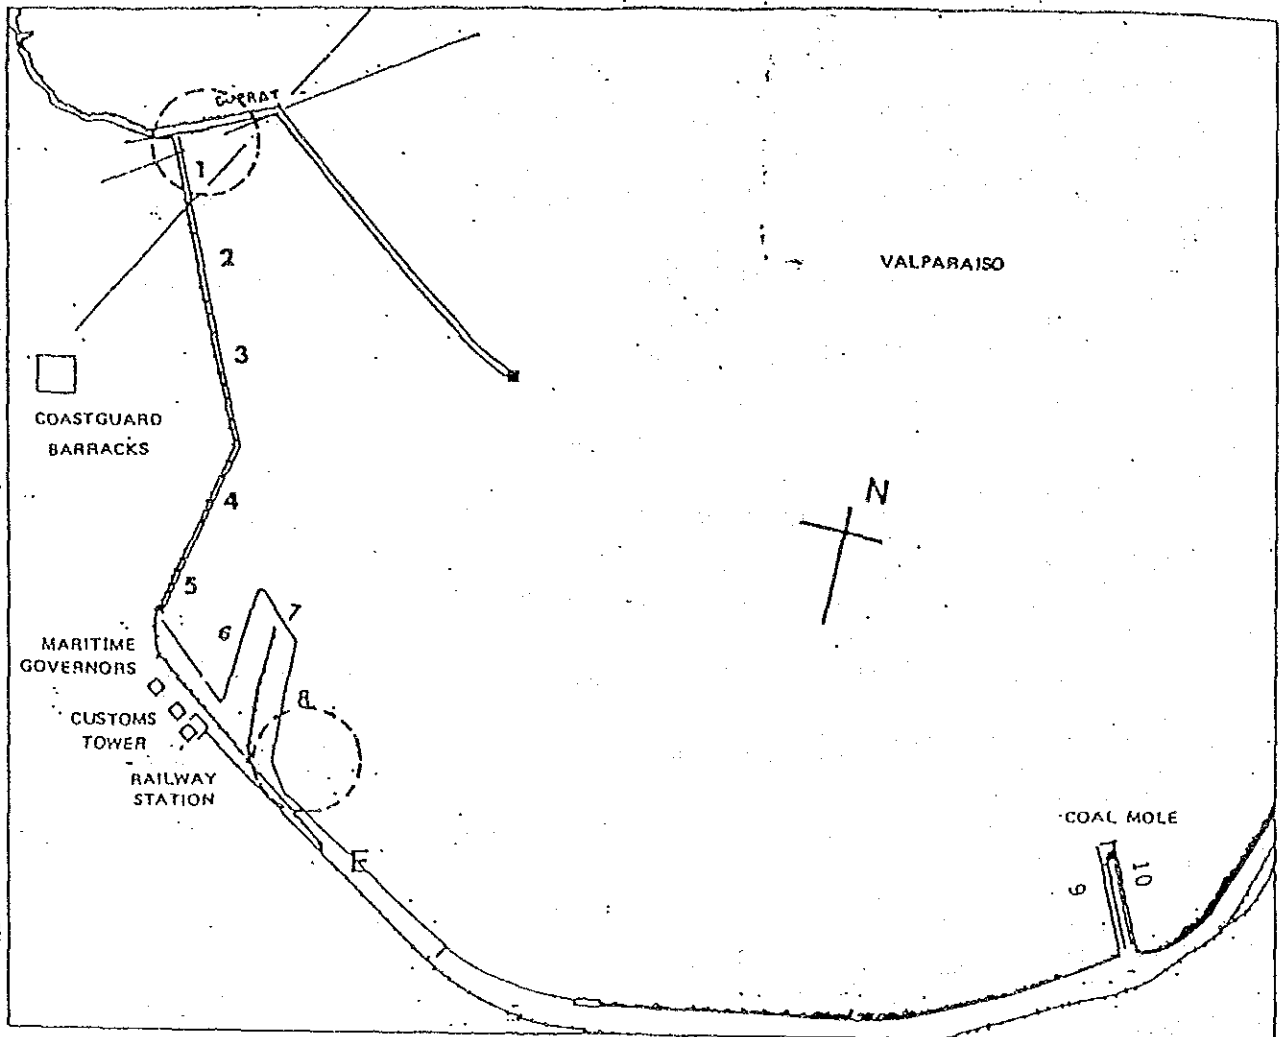 CUPRAT
1
2
VALPARAISO
3
COASTGUARD
BARRACKS
N
4
5
6
7
MARITIME
GOVERNORS
8
CUSTOMS
TOWER
RAILWAY
STATION
COAL MOLE
E
9
10